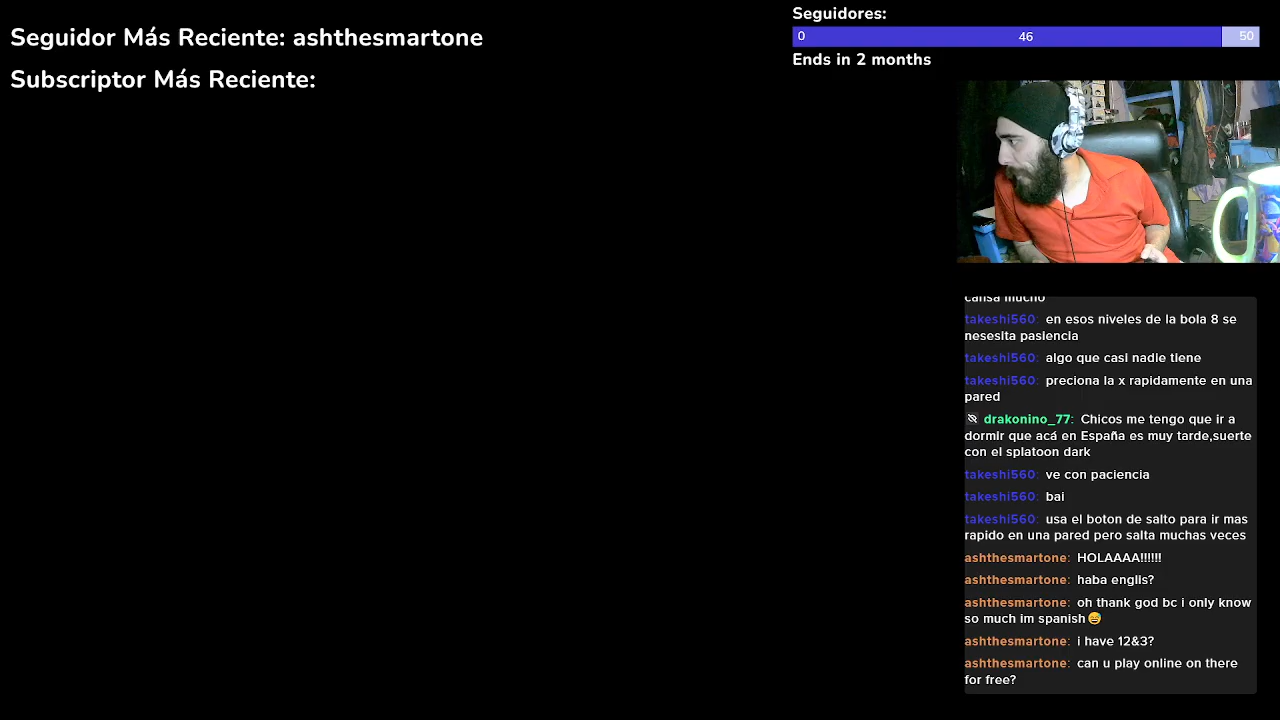 Seguidor Más Reciente: ashthesmartone
Subscriptor Más Reciente:
Seguidores:
0 46 50
Ends in 2 months
cansa mucho
takeshi560: en esos niveles de la bola 8 se
nesesita pasiencia
takeshi560: algo que casi nadie tiene
takeshi560: preciona la x rapidamente en una
pared
drakonino_77: Chicos me tengo que ir a
dormir que acá en España es muy tarde,suerte
con el splatoon dark
takeshi560: ve con paciencia
takeshi560: bai
takeshi560: usa el boton de salto para ir mas
rapido en una pared pero salta muchas veces
ashthesmartone: HOLAAAA!!!!!!
ashthesmartone: haba englis?
ashthesmartone: oh thank god bc i only know
so much im spanish😅
ashthesmartone: i have 12&3?
ashthesmartone: can u play online on there
for free?